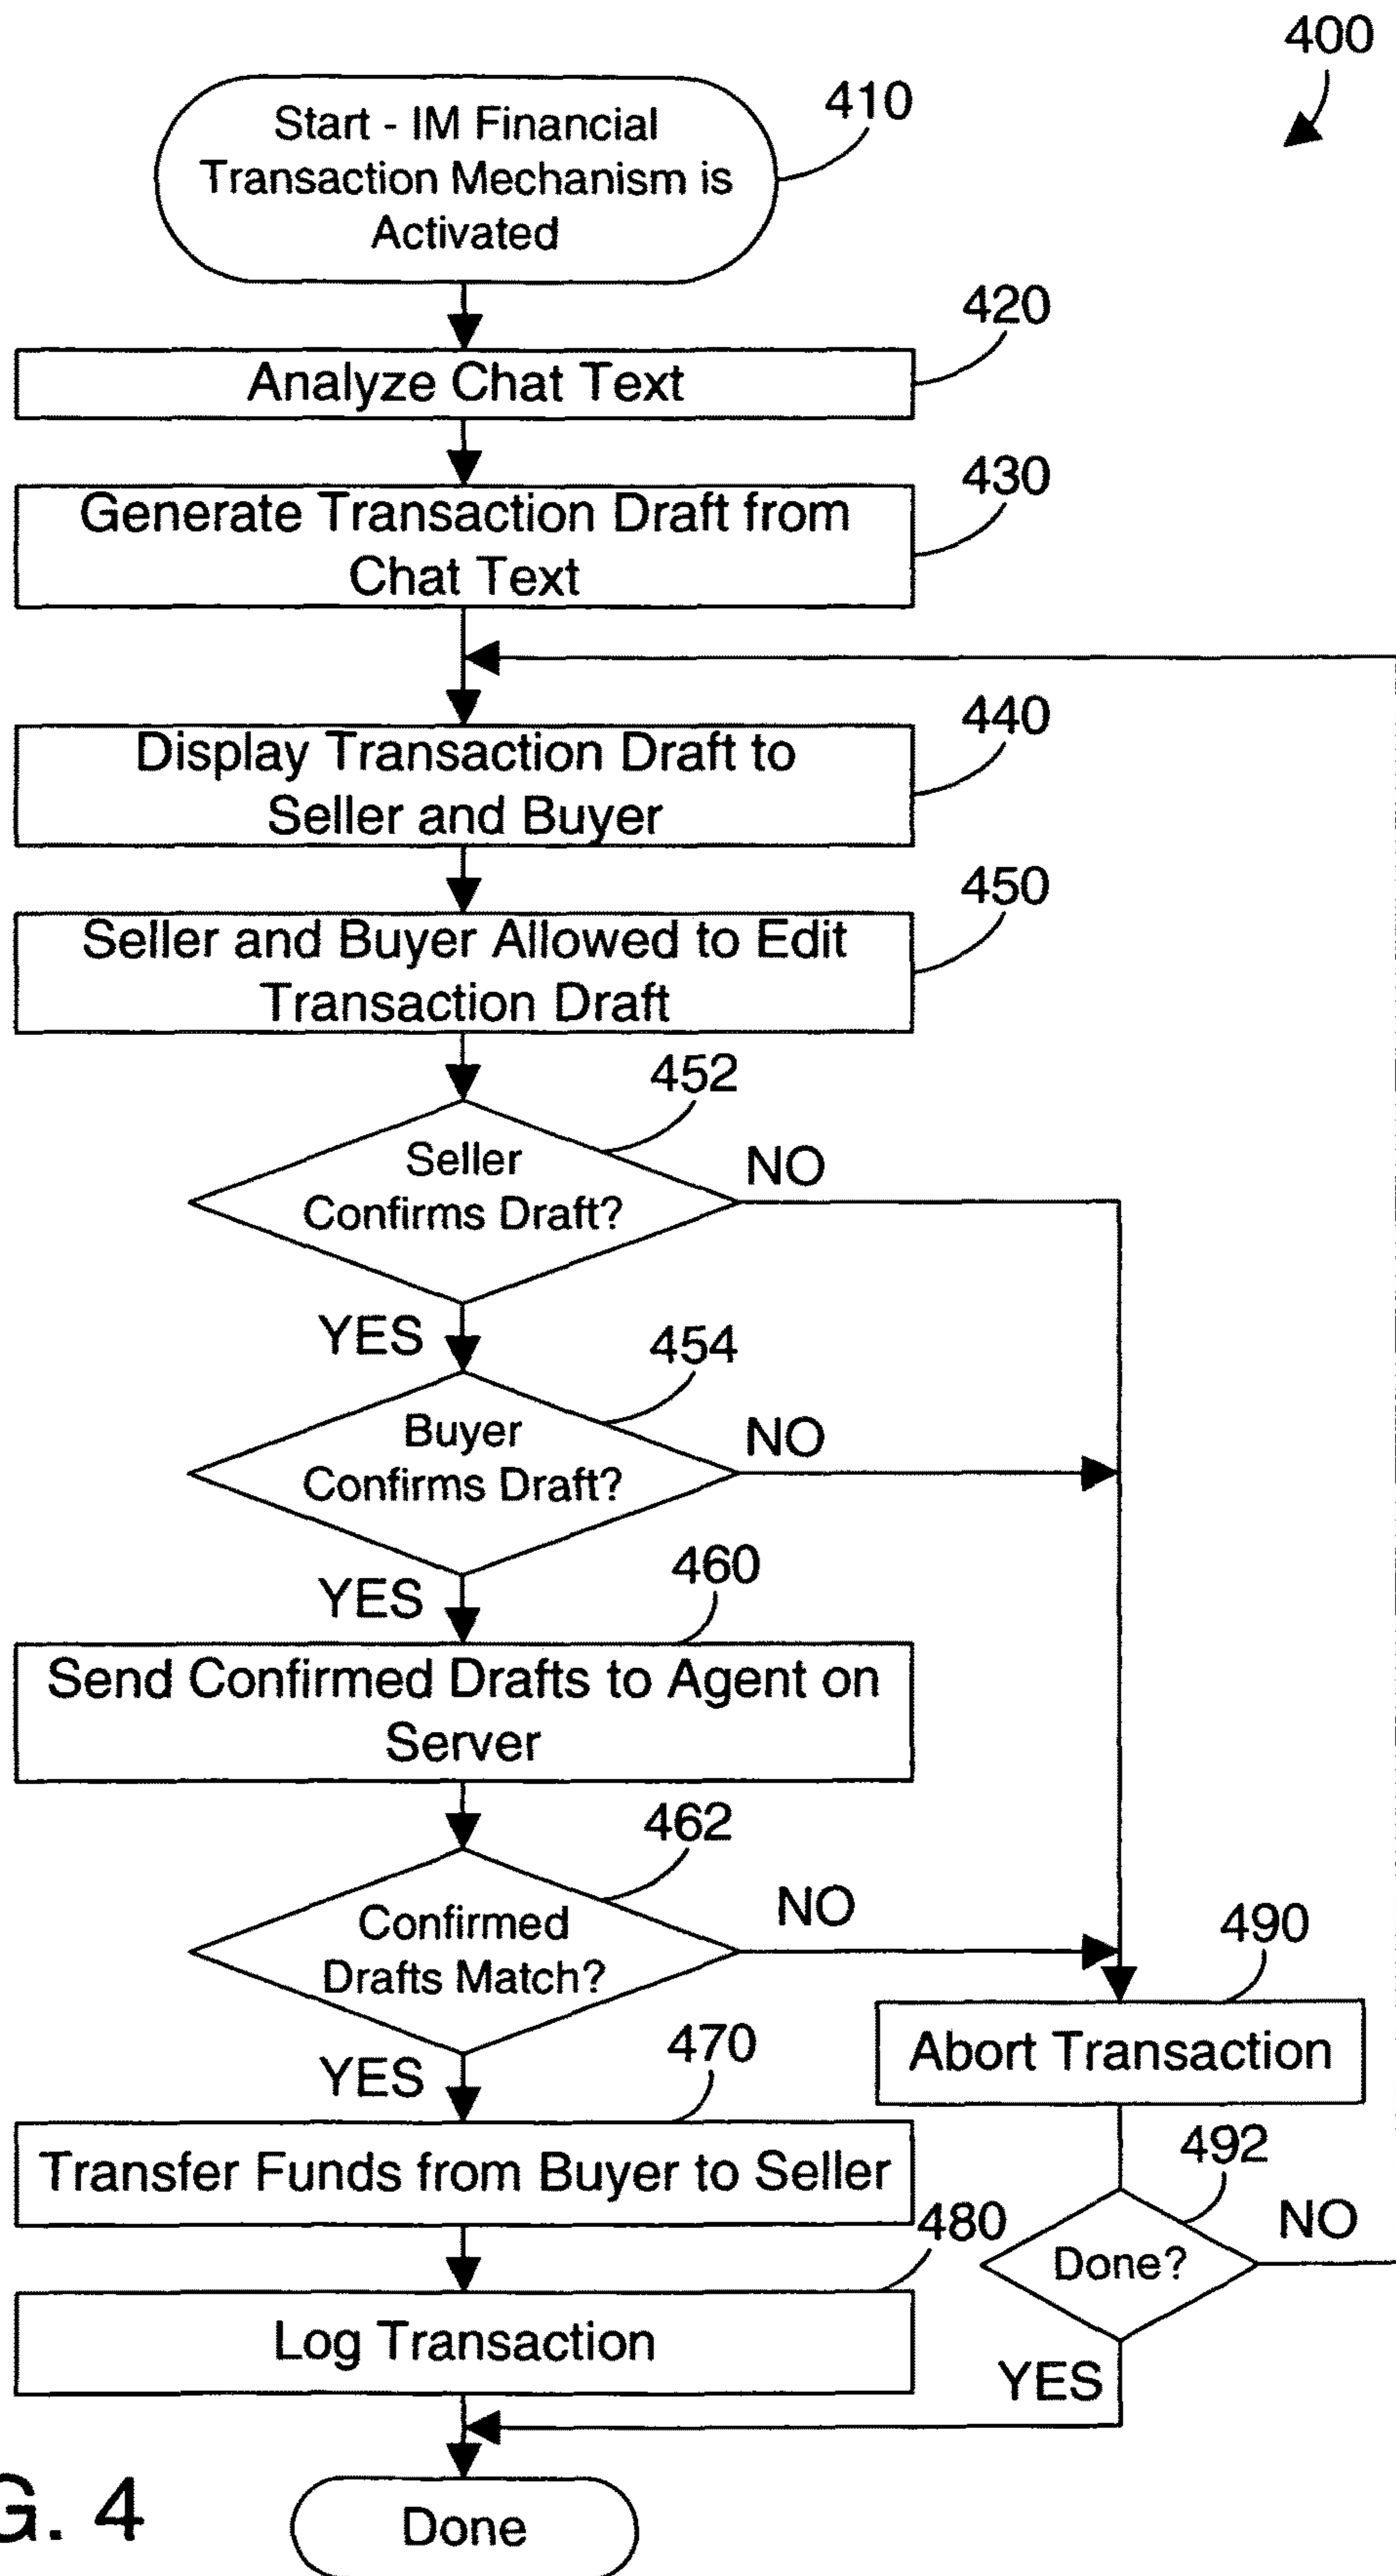 400
410
Start - IM Financial
Transaction Mechanism is
Activated
420
Analyze Chat Text
430
Generate Transaction Draft from
Chat Text
440
Display Transaction Draft to
Seller and Buyer
450
Seller and Buyer Allowed to Edit
Transaction Draft
452
Seller
Confirms Draft?
NO
YES
454
Buyer
Confirms Draft?
NO
YES
460
Send Confirmed Drafts to Agent on
Server
462
Confirmed
Drafts Match?
NO
YES
490
Abort Transaction
470
Transfer Funds from Buyer to Seller
492
Done?
NO
YES
480
Log Transaction
Done
G. 4